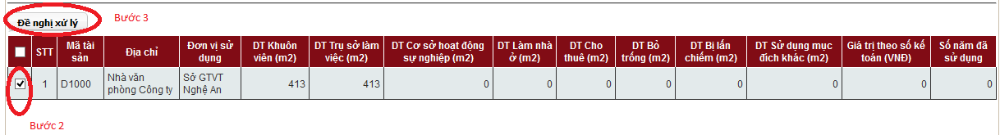 Đề nghị xử lý Bước 3
STT Mã tài sản Địa chỉ Đơn vị sử dụng DT Khuôn viên (m2) DT Trụ sở làm việc (m2) DT Cơ sở hoạt động sự nghiệp (m2) DT Làm nhà ở (m2) DT Cho thuê (m2) DT Bỏ trống (m2) DT Bị lấn chiếm (m2) DT Sử dụng mục đích khác (m2) Giá trị theo sổ kế toán (VNĐ) Số năm đã sử dụng
1 D1000 Nhà văn phòng Công ty Sở GTVT Nghệ An 413 413 0 0 0 0 0 0 0 0
Bước 2